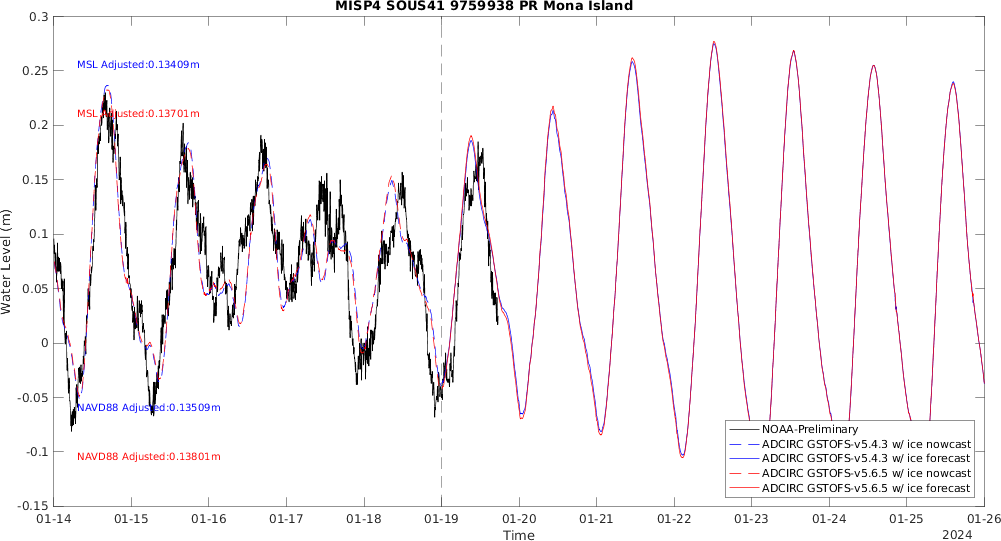 MISP4 SOUS41 9759938 PR Mona Island
0.3
0.25
0.2
0.15
0.1
0.05
0
-0.05
-0.1
-0.15
Water Level (m)
MSL Adjusted:0.13409m
MSL Adjusted:0.13701m
NAVD88 Adjusted:0.13509m
NAVD88 Adjusted:0.13801m
NOAA-Preliminary
ADCIRC GSTOFS-v5.4.3 w/ ice nowcast
ADCIRC GSTOFS-v5.4.3 w/ ice forecast
ADCIRC GSTOFS-v5.6.5 w/ ice nowcast
ADCIRC GSTOFS-v5.6.5 w/ ice forecast
01-14 01-15 01-16 01-17 01-18 01-19 01-20 01-21 01-22 01-23 01-24 01-25 01-26
Time
2024